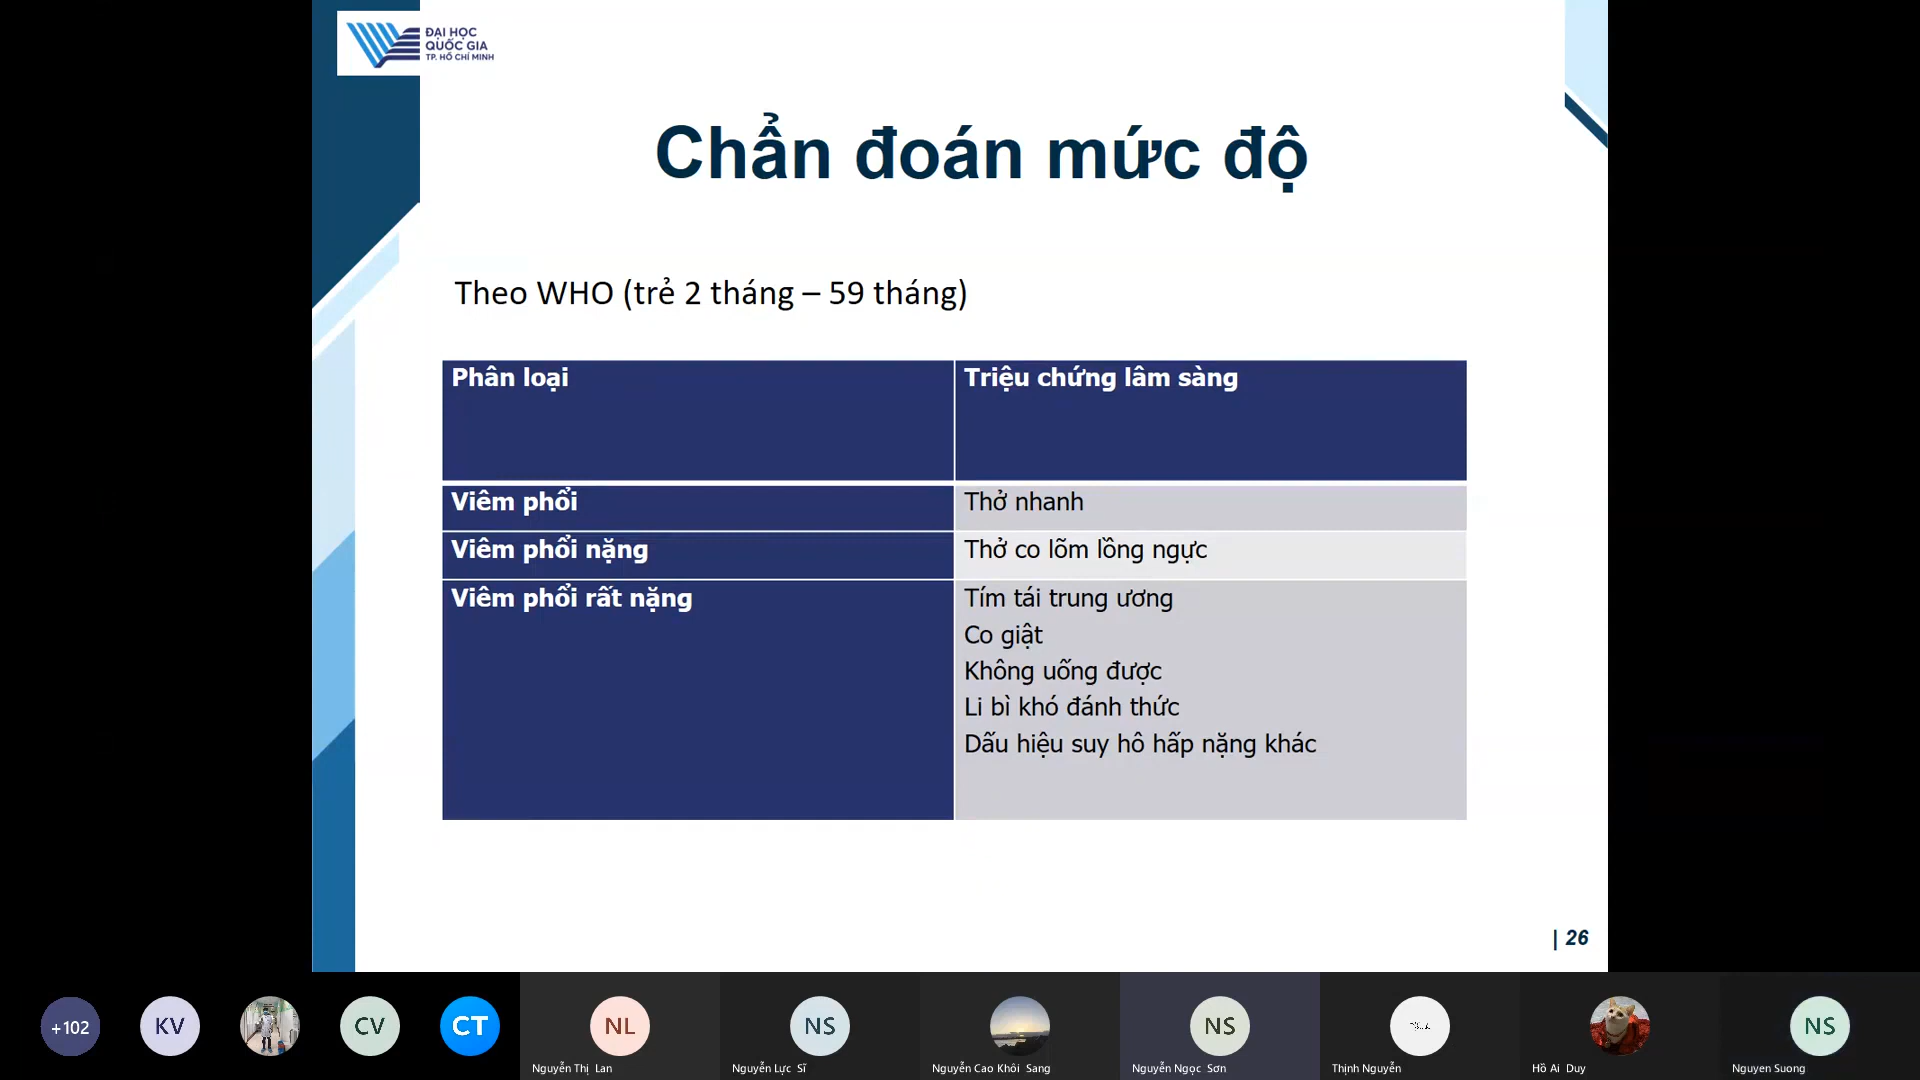 ĐẠI HỌC
QUỐC GIA
TP. HỒ CHÍ MINH
Chẩn đoán mức độ
Theo WHO (trẻ 2 tháng – 59 tháng)
Phân loại
Triệu chứng lâm sàng
Viêm phổi
Thở nhanh
Viêm phổi nặng
Thở co lõm lồng ngực
Viêm phổi rất nặng
Tím tái trung ương
Co giật
Không uống được
Li bì khó đánh thức
Dấu hiệu suy hô hấp nặng khác
| 26
+102
KV
CV
CT
NL
NS
NS
NS
Nguyễn Thị Lan
Nguyễn Lực Sĩ
Nguyễn Cao Khôi Sang
Nguyễn Ngọc Sơn
Thịnh Nguyễn
Hồ Ai Duy
Nguyen Suong